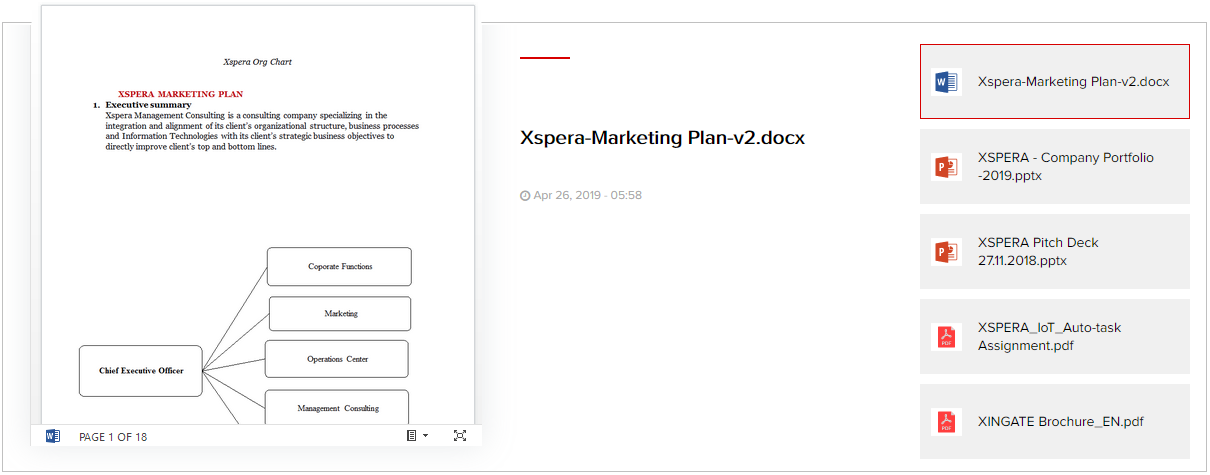 Xspera Org Chart
XSPERA MARKETING PLAN
1. Executive summary
Xspera Management Consulting is a consulting company specializing in the
integration and alignment of its client's organizational structure, business processes
and Information Technologies with its client's strategic business objectives to
directly improve client's top and bottom lines.
Coporate Functions
Marketing
Operations Center
Chief Executive Officer
Management Consulting
PAGE 1 OF 18
Xspera-Marketing Plan-v2.docx
Apr 26, 2019 - 05:58
Xspera-Marketing Plan-v2.docx
XSPERA - Company Portfolio
-2019.pptx
XSPERA Pitch Deck
27.11.2018.pptx
XSPERA_IoT_Auto-task
Assignment.pdf
XINGATE Brochure_EN.pdf